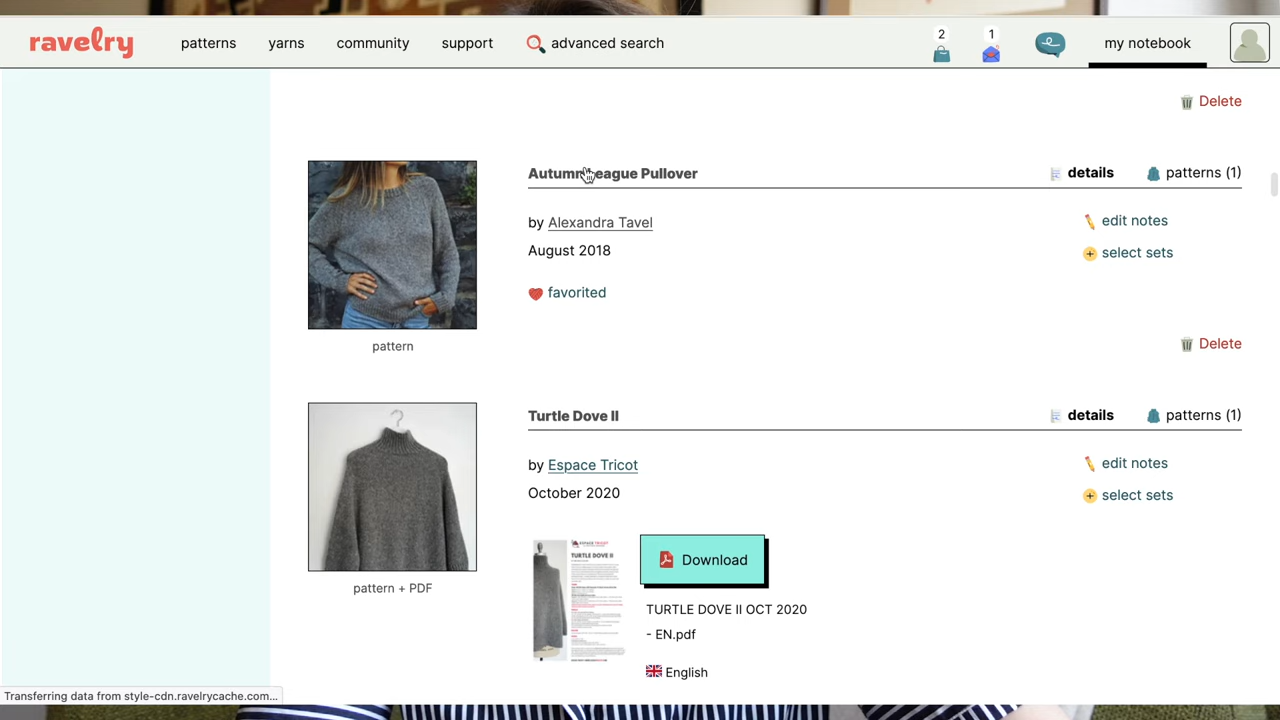 ravelry
patterns yarns community support advanced search 2 1 my notebook
Delete
Autumn League Pullover details patterns (1)
by Alexandra Tavel edit notes
August 2018 select sets
favorited
pattern
Delete
Turtle Dove II details patterns (1)
by Espace Tricot edit notes
October 2020 select sets
TURTLE DOVE II
Download
pattern + PDF
TURTLE DOVE II OCT 2020
- EN.pdf
English
Transferring data from style-cdn.ravelrycache.com...